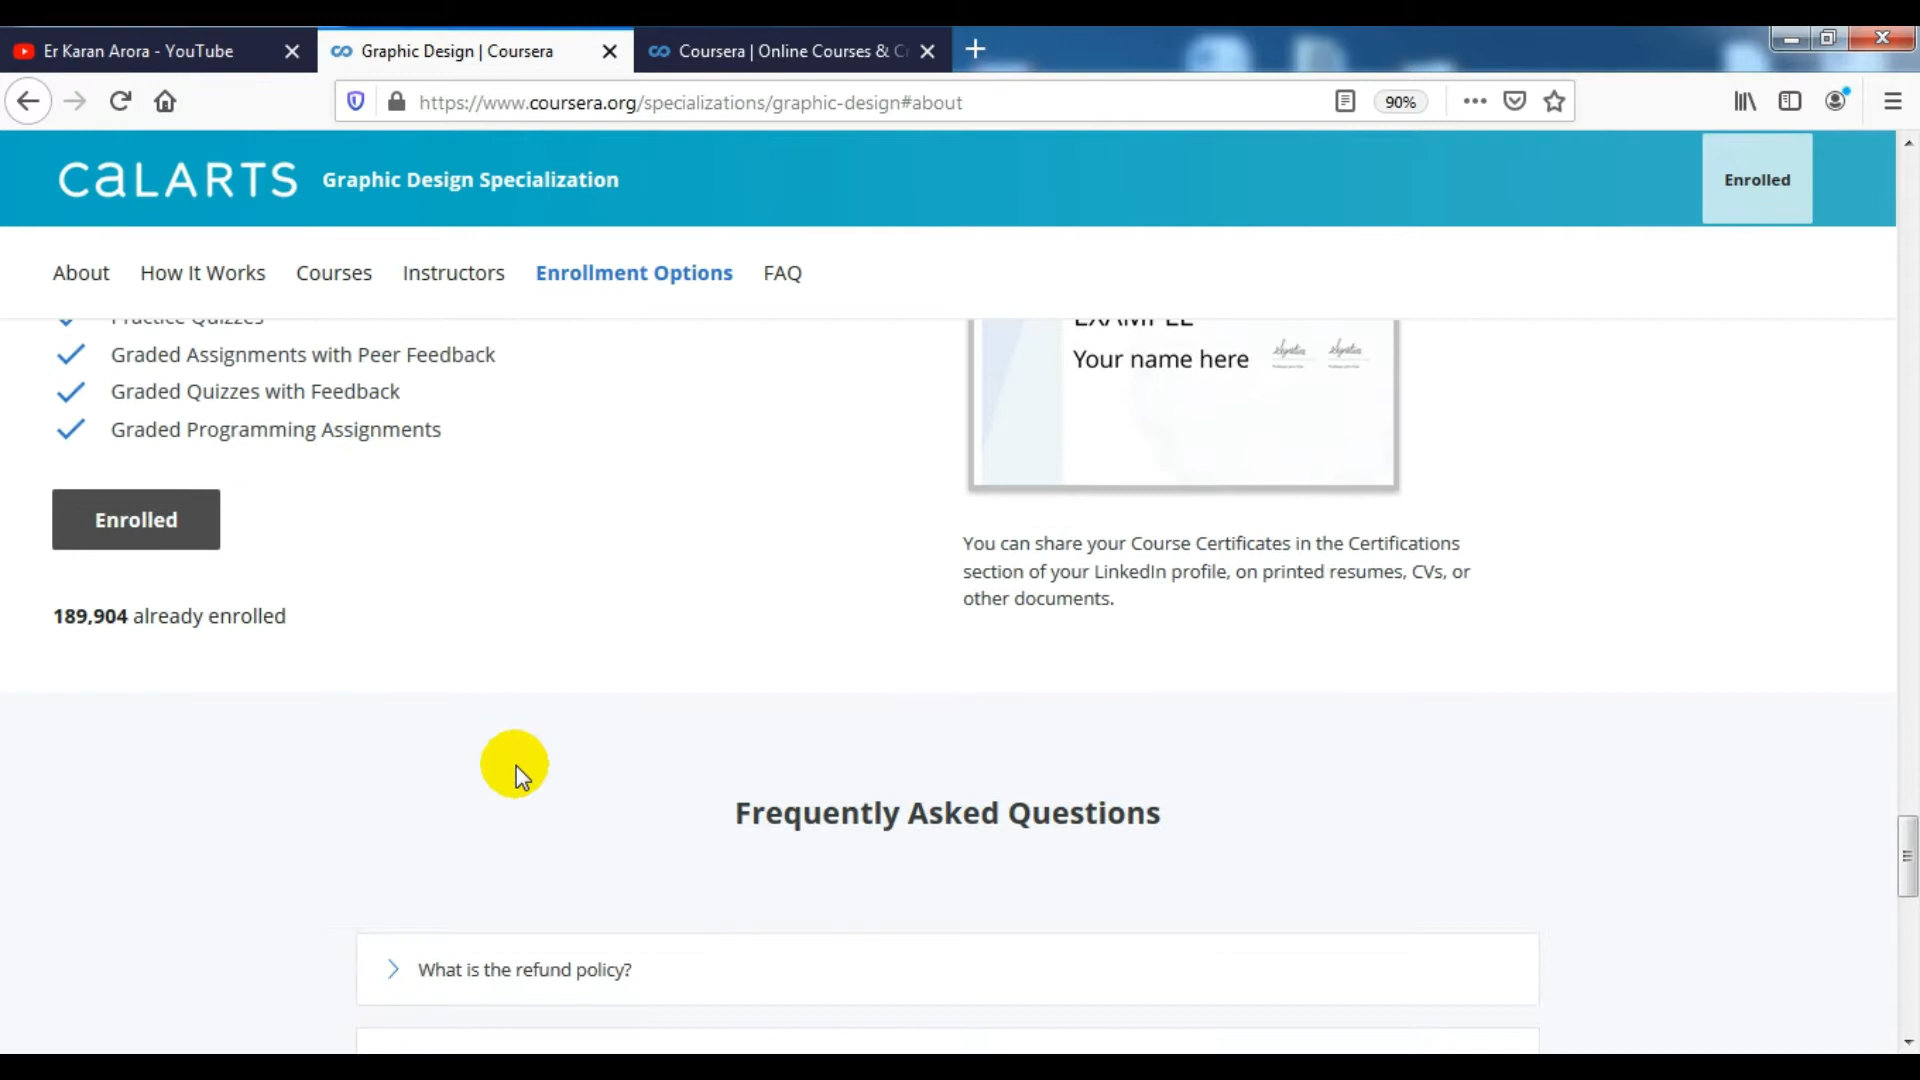 Er Karan Arora - YouTube
Graphic Design | Coursera
Coursera | Online Courses & C
https://www.coursera.org/specializations/graphic-design#about
90%
CALARTS
Graphic Design Specialization
Enrolled
About
How It Works
Courses
Instructors
Enrollment Options
FAQ
Practice Quizzes
Graded Assignments with Peer Feedback
Graded Quizzes with Feedback
Graded Programming Assignments
EXAMPLE
Your name here
Enrolled
You can share your Course Certificates in the Certifications
section of your LinkedIn profile, on printed resumes, CVs, or
other documents.
189,904 already enrolled
Frequently Asked Questions
What is the refund policy?